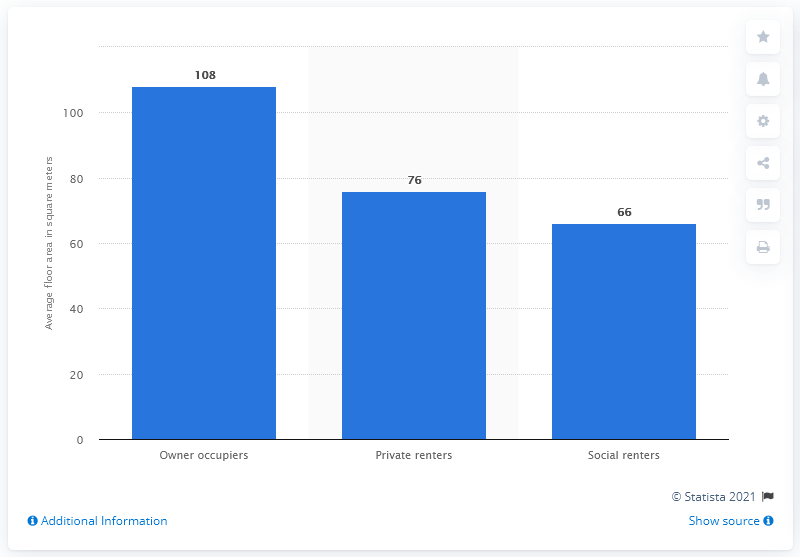 108
100
76
80
66
60
40
20
0
Average floor area in square meters
Owner occupiers
Private renters
Social renters
© Statista 2021
Additional Information
Show source